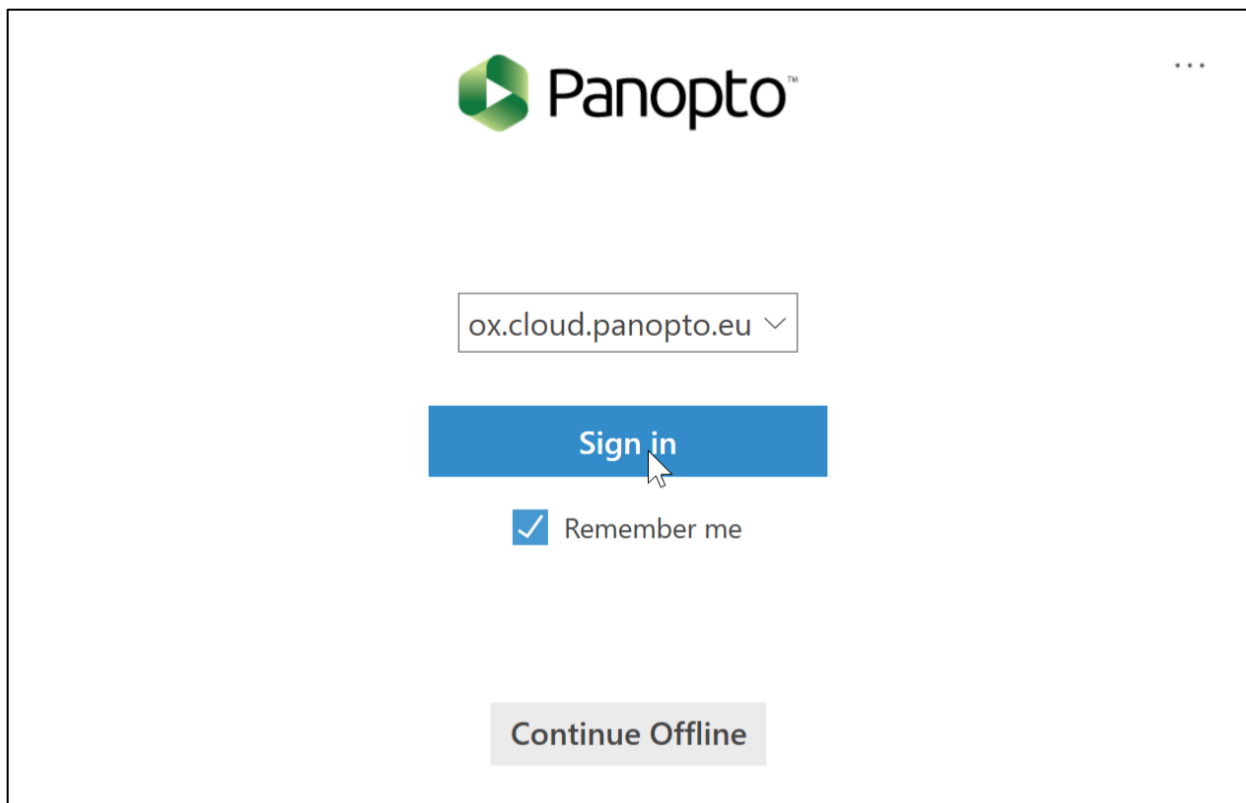 Panopto™
...
ox.cloud.panopto.eu
Sign in
Remember me
Continue Offline